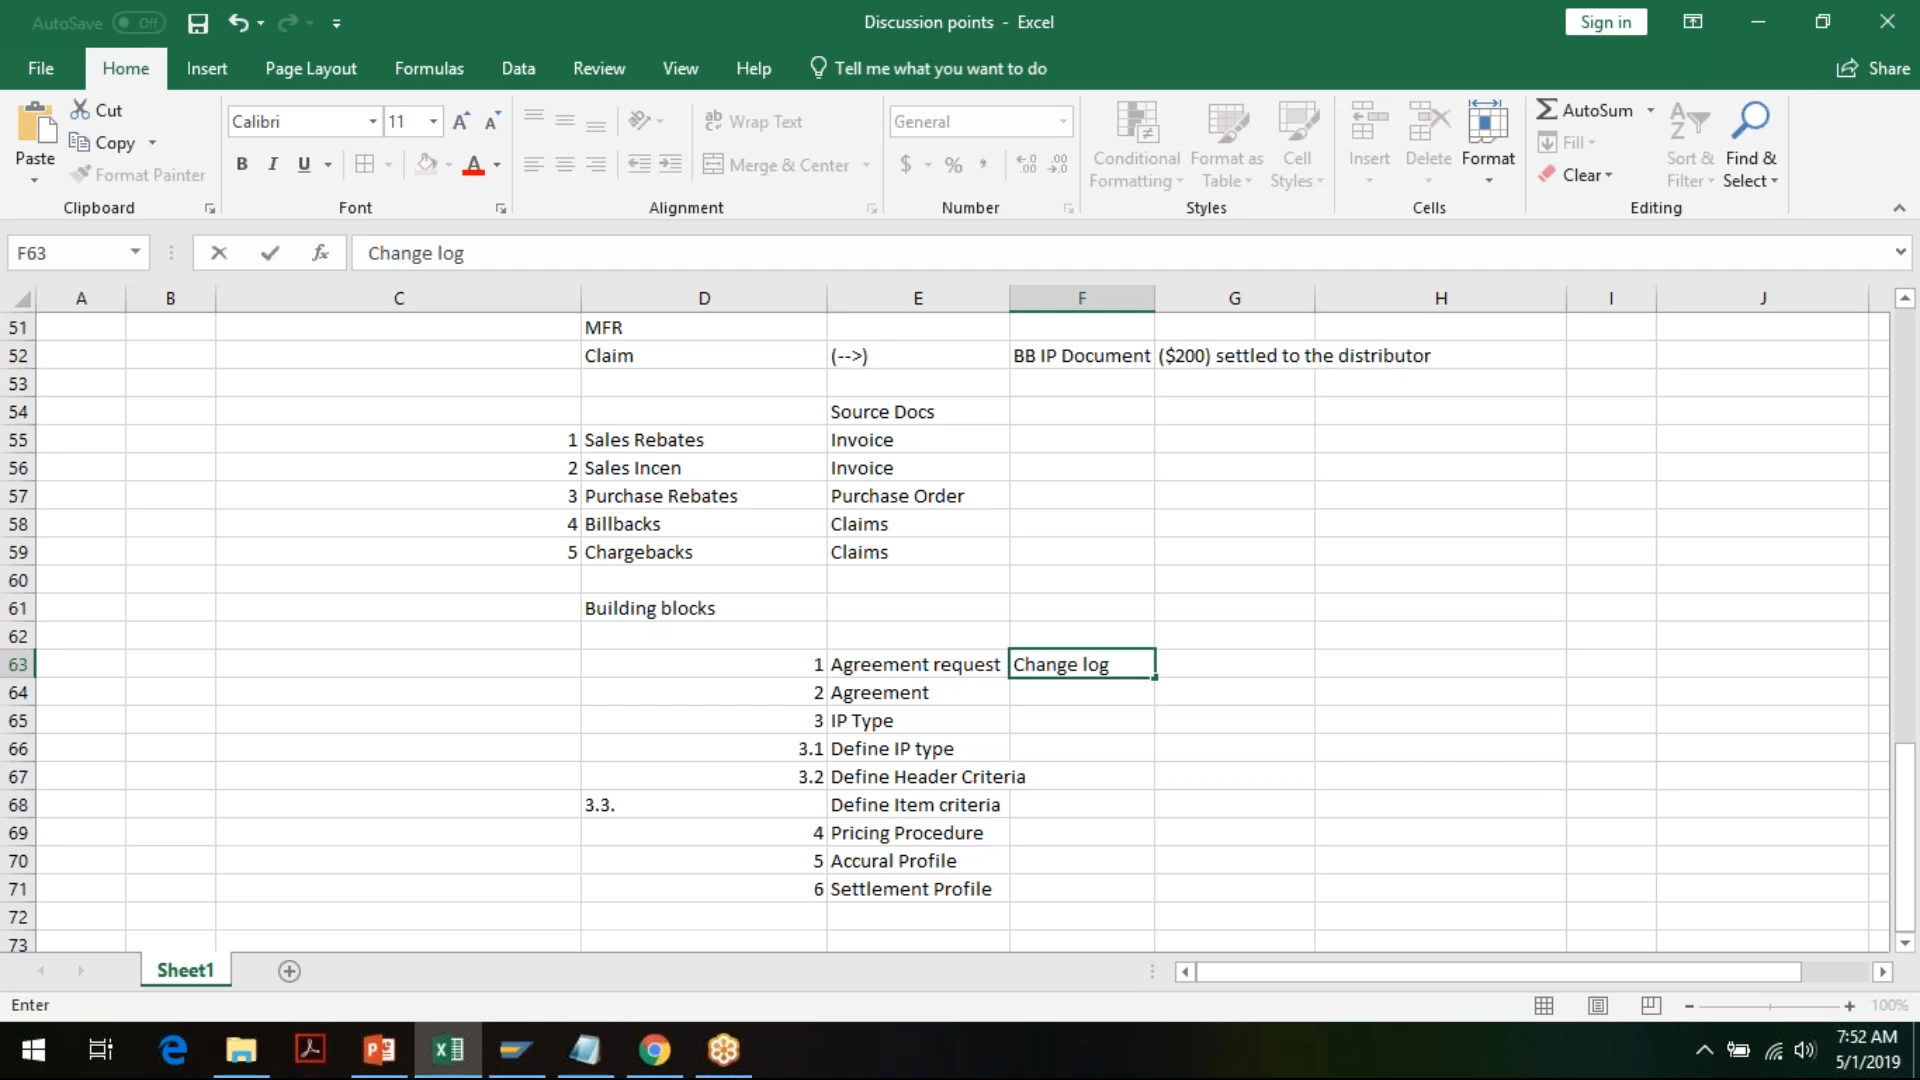 AutoSave Off
Discussion points - Excel
Sign in
File Home Insert Page Layout Formulas Data Review View Help Tell me what you want to do
Share
Paste
Cut
Copy
Format Painter
Clipboard
Calibri 11
B I U
Font
Wrap Text
Merge & Center
Alignment
General
$ % ,
Number
Conditional Formatting
Format as Table
Cell Styles
Styles
Insert Delete Format
Cells
AutoSum
Fill
Clear
Sort & Filter
Find & Select
Editing
F63 fx Change log
A B C D E F G H I J
51 MFR
52 Claim (-->) BB IP Document ($200) settled to the distributor
53
54 Source Docs
55 1 Sales Rebates Invoice
56 2 Sales Incen Invoice
57 3 Purchase Rebates Purchase Order
58 4 Billbacks Claims
59 5 Chargebacks Claims
60
61 Building blocks
62
63 1 Agreement request Change log
64 2 Agreement
65 3 IP Type
66 3.1 Define IP type
67 3.2 Define Header Criteria
68 3.3. Define Item criteria
69 4 Pricing Procedure
70 5 Accural Profile
71 6 Settlement Profile
72
73
Sheet1
Enter
100%
7:52 AM
5/1/2019